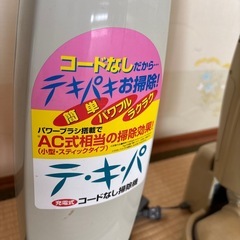 コードなしだから…
テキパキお掃除!
簡単 パワフル ラクラク
パワーブラシ搭載で
AC式相当の掃除効果!
(小型・スティックタイプ)
テ・キ・パ
充電式 コードなし掃除機